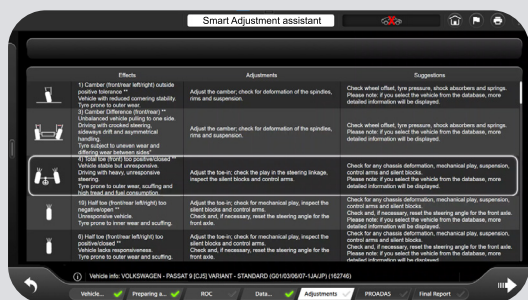 Smart Adjustment assistant
Effects
Adjustments
Suggestions
1) Camber (front/rear left/right) outside
positive tolerance **
Vehicle with reduced cornering stability.
Tyre prone to outer wear.
Adjust the camber; check for deformation of the spindles,
rims and suspension.
Check wheel offset, tyre pressure, shock absorbers and springs.
Please note: if you select the vehicle from the database, more
detailed information will be displayed.
3) Camber Difference (front/rear) **
Unbalanced vehicle pulling to one side.
Driving with crooked steering,
sideways drift and asymmetrical
handling.
Tyre subject to uneven wear and
differing wear between sides*
Adjust the camber; check for deformation of the spindles,
rims and suspension.
Check wheel offset, tyre pressure, shock absorbers and springs.
Please note: if you select the vehicle from the database, more
detailed information will be displayed.
4) Total toe (front) too positive/closed **
Vehicle stable but unresponsive.
Driving with heavy, unresponsive
steering.
Tyre prone to outer wear, scuffing and
high tread and fuel consumption.
Adjust the toe-in; check the play in the steering linkage,
inspect the silent blocks and control arms.
Check for any chassis deformation, mechanical play, suspension,
control arms and silent blocks.
Please note: if you select the vehicle from the database, more
detailed information will be displayed.
19) Half toe (front/rear left/right) too
negative/open **
Unresponsive vehicle.
Tyre prone to inner wear and scuffing.
Adjust the toe-in; check for mechanical play, inspect the
silent blocks and control arms.
Check and, if necessary, reset the steering angle for the
front axle.
Check for any chassis deformation, mechanical play, suspension,
control arms and silent blocks.
Check and, if necessary, reset the steering angle for the front axle.
Please note: if you select the vehicle from the database, more
detailed information will be displayed.
6) Half toe (front/rear left/right) too
positive/closed **
Vehicle lacks responsiveness.
Tyre prone to outer wear and scuffing.
Adjust the toe-in; check for mechanical play, inspect the
silent blocks and control arms.
Check and, if necessary, reset the steering angle for the
front axle.
Check for any chassis deformation, mechanical play, suspension,
control arms and silent blocks.
Check and, if necessary, reset the steering angle for the front axle.
Please note: if you select the vehicle from the database, more
detailed information will be displayed.
Vehicle info: VOLKSWAGEN - PASSAT 9 [CJ5] VARIANT - STANDARD (G01/03/06/07-1JA/JP) (162746)
Vehicle...
Preparing a...
ROC
Data...
Adjustments
PROADAS
Final Report